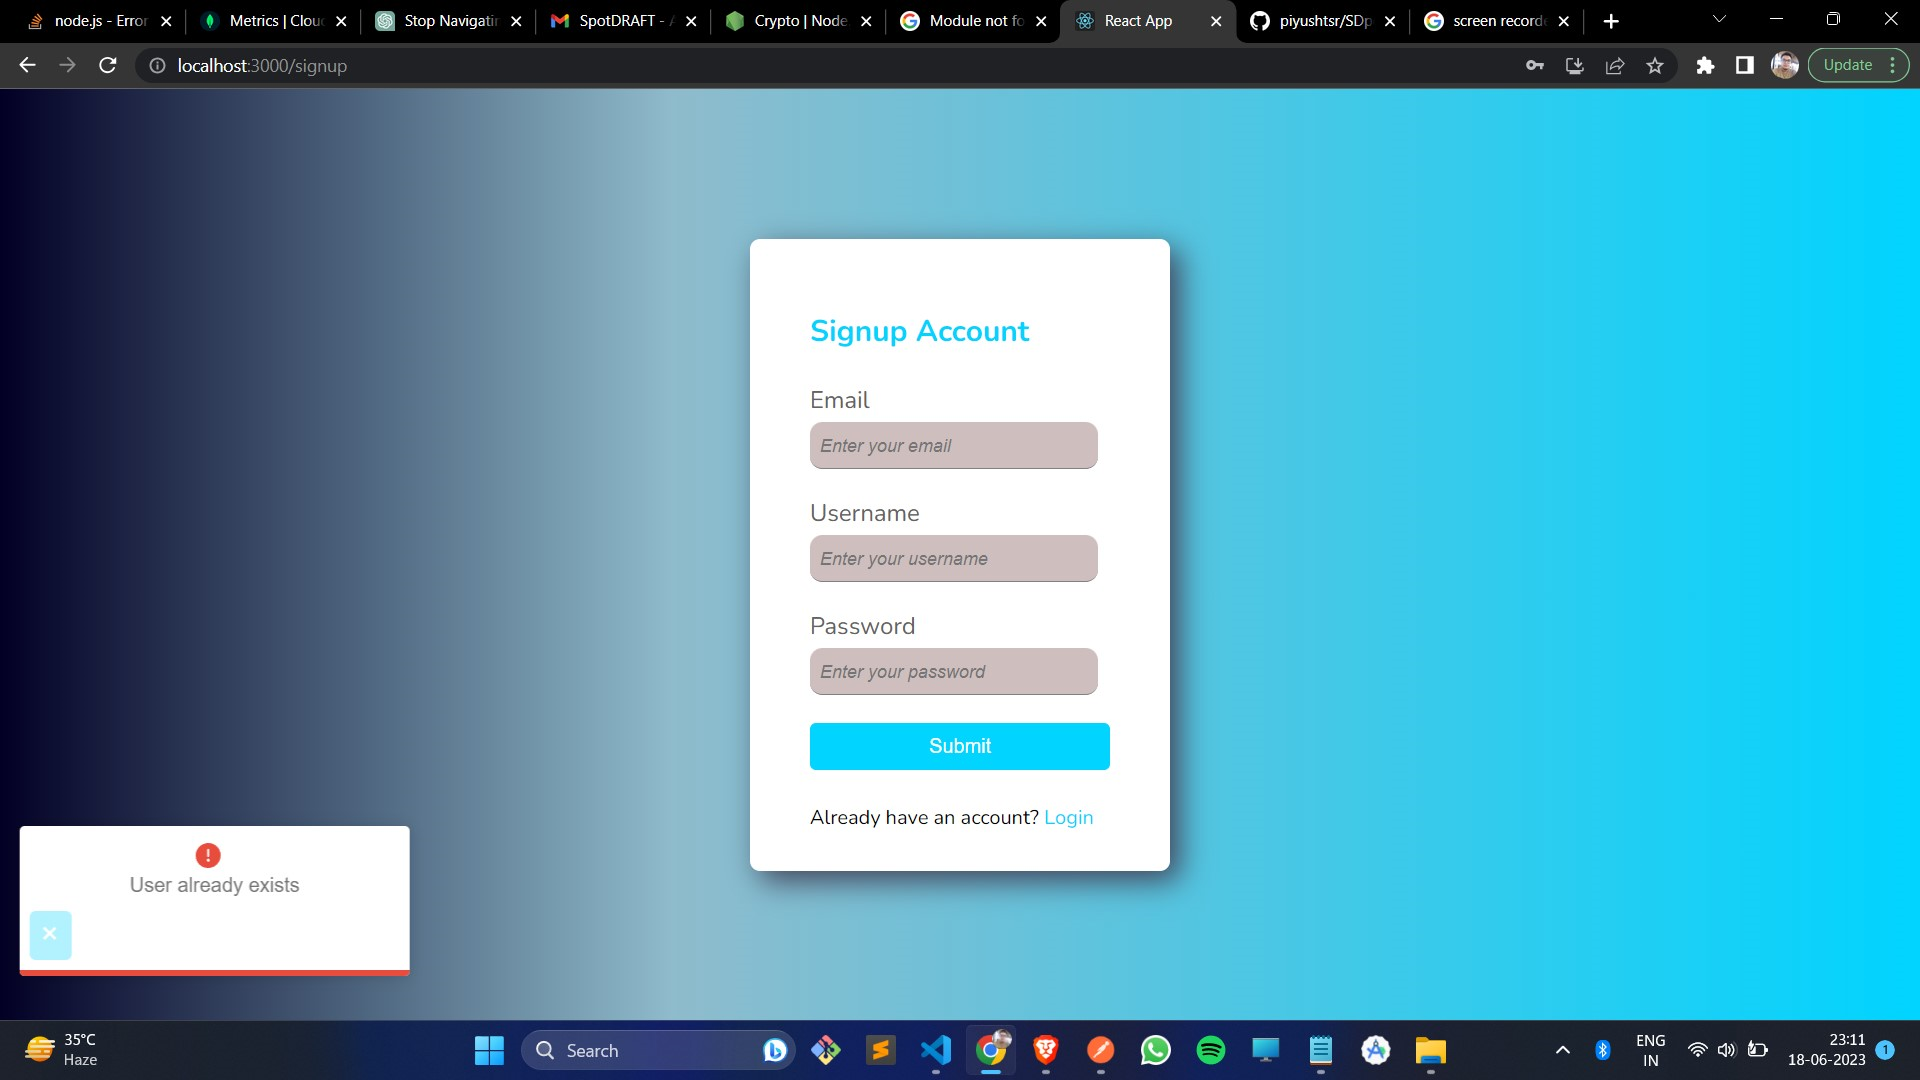 node.js - Error
Metrics | Clou
Stop Navigatin
SpotDRAFT - A
Crypto | Node
Module not fo
React App
piyushtsr/SDp
screen recorde
localhost:3000/signup
Update
Signup Account
Email
Enter your email
Username
Enter your username
Password
Enter your password
Submit
Already have an account? Login
User already exists
35°C
Haze
Search
ENG
IN
23:11
18-06-2023
1